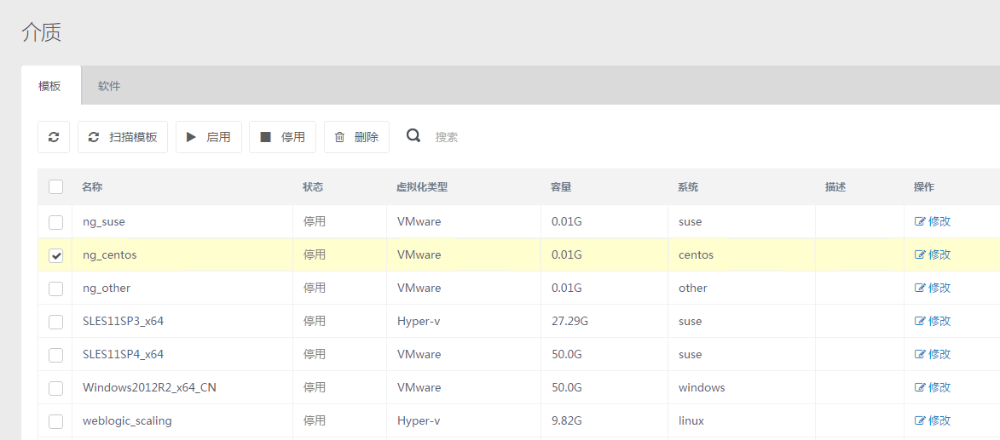 介质
模板 软件
扫描模板 启用 停用 删除 搜索
名称 状态 虚拟化类型 容量 系统 描述 操作
ng_suse 停用 VMware 0.01G suse 修改
ng_centos 停用 VMware 0.01G centos 修改
ng_other 停用 VMware 0.01G other 修改
SLES11SP3_x64 停用 Hyper-v 27.29G suse 修改
SLES11SP4_x64 停用 VMware 50.0G suse 修改
Windows2012R2_x64_CN 停用 VMware 50.0G windows 修改
weblogic_scaling 停用 Hyper-v 9.82G linux 修改